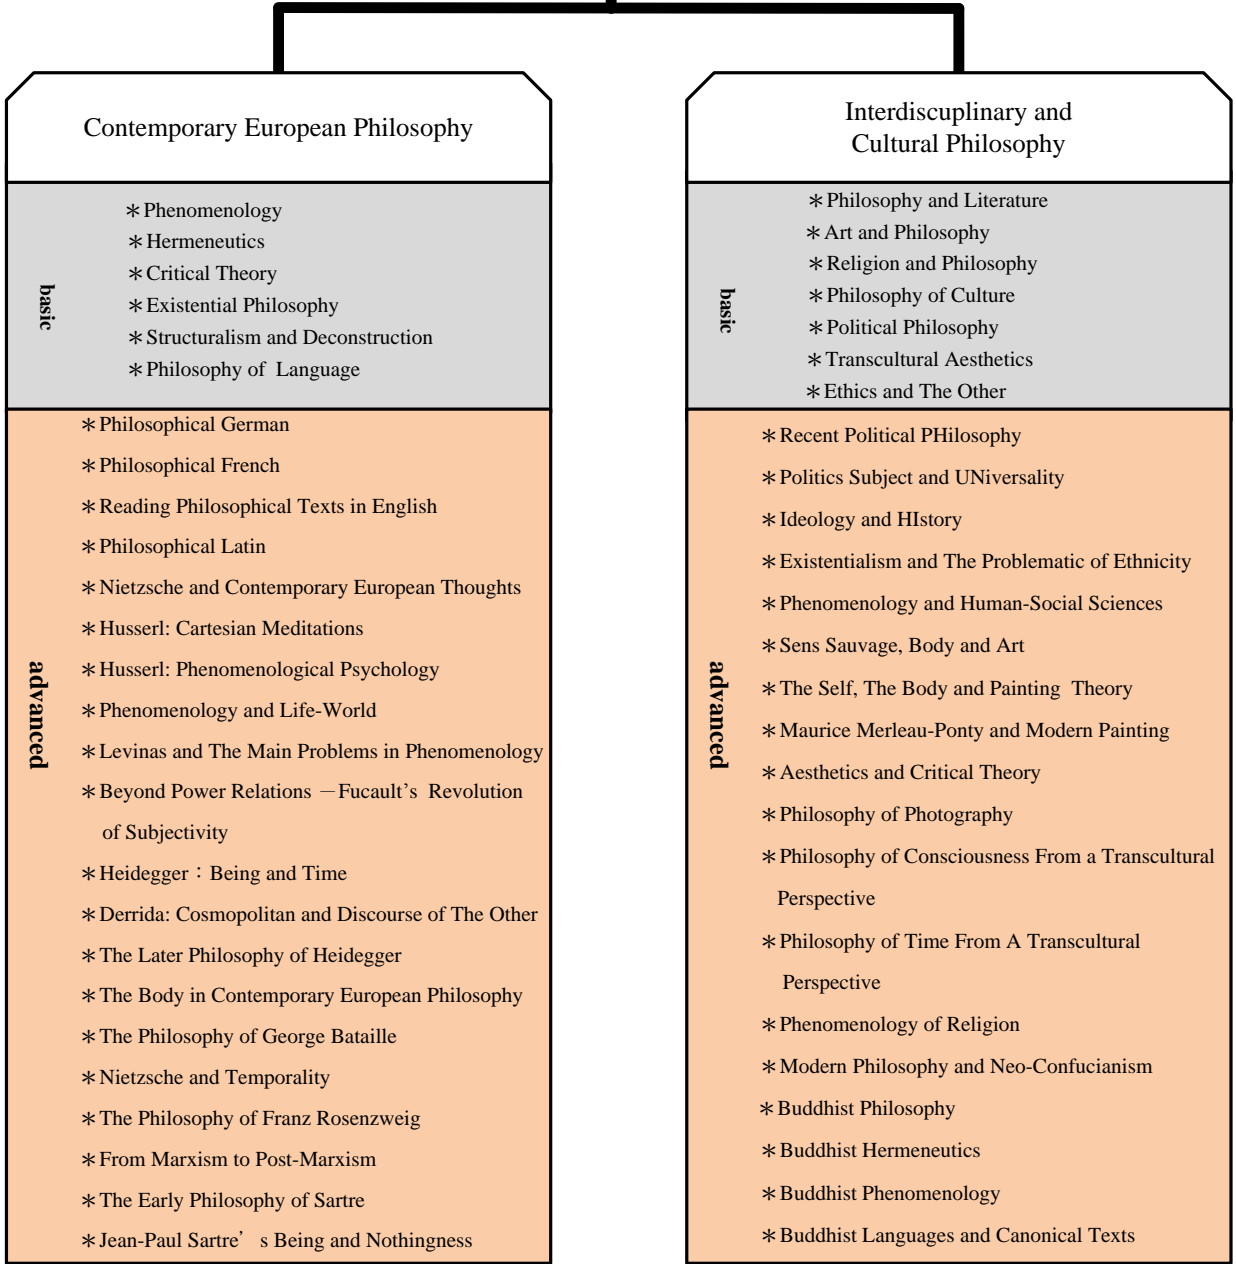 Contemporary European Philosophy
basic
＊Phenomenology
＊Hermeneutics
＊Critical Theory
＊Existential Philosophy
＊Structuralism and Deconstruction
＊Philosophy of Language
advanced
＊Philosophical German
＊Philosophical French
＊Reading Philosophical Texts in English
＊Philosophical Latin
＊Nietzsche and Contemporary European Thoughts
＊Husserl: Cartesian Meditations
＊Husserl: Phenomenological Psychology
＊Phenomenology and Life-World
＊Levinas and The Main Problems in Phenomenology
＊Beyond Power Relations －Fucault's Revolution
of Subjectivity
＊Heidegger：Being and Time
＊Derrida: Cosmopolitan and Discourse of The Other
＊The Later Philosophy of Heidegger
＊The Body in Contemporary European Philosophy
＊The Philosophy of George Bataille
＊Nietzsche and Temporality
＊The Philosophy of Franz Rosenzweig
＊From Marxism to Post-Marxism
＊The Early Philosophy of Sartre
＊Jean-Paul Sartre’s Being and Nothingness
Interdiscuplinary and
Cultural Philosophy
basic
＊Philosophy and Literature
＊Art and Philosophy
＊Religion and Philosophy
＊Philosophy of Culture
＊Political Philosophy
＊Transcultural Aesthetics
＊Ethics and The Other
advanced
＊Recent Political PHilosophy
＊Politics Subject and UNiversality
＊Ideology and HIstory
＊Existentialism and The Problematic of Ethnicity
＊Phenomenology and Human-Social Sciences
＊Sens Sauvage, Body and Art
＊The Self, The Body and Painting Theory
＊Maurice Merleau-Ponty and Modern Painting
＊Aesthetics and Critical Theory
＊Philosophy of Photography
＊Philosophy of Consciousness From a Transcultural
Perspective
＊Philosophy of Time From A Transcultural
Perspective
＊Phenomenology of Religion
＊Modern Philosophy and Neo-Confucianism
＊Buddhist Philosophy
＊Buddhist Hermeneutics
＊Buddhist Phenomenology
＊Buddhist Languages and Canonical Texts